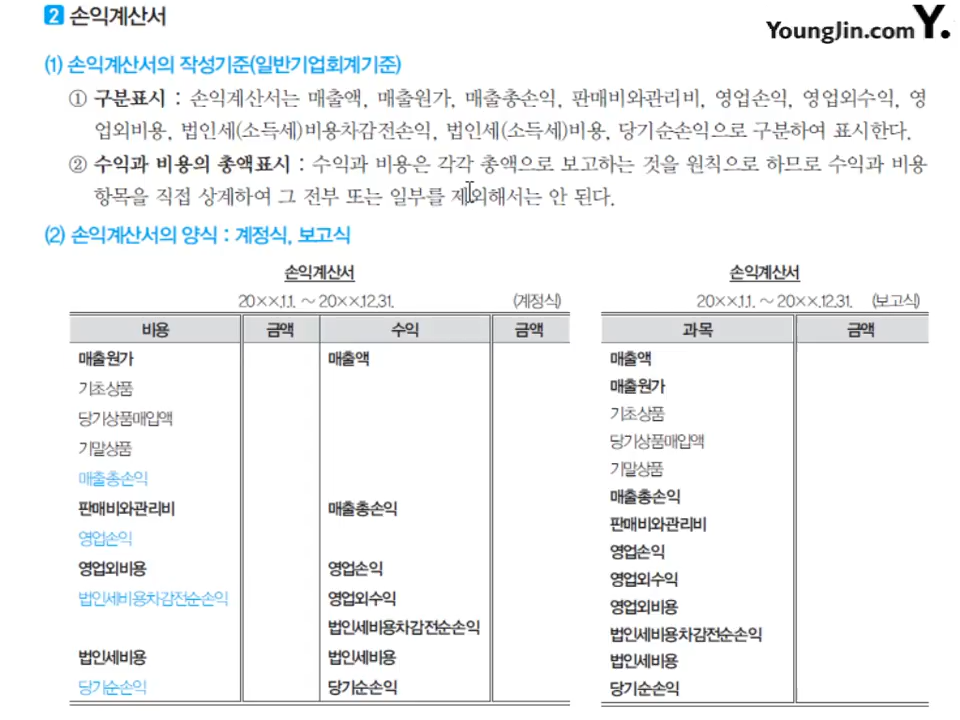 2 손익계산서
YoungJin.com Y.
(1) 손익계산서의 작성기준(일반기업회계기준)
① 구분표시 : 손익계산서는 매출액, 매출원가, 매출총손익, 판매비와관리비, 영업손익, 영업외수익, 영
업외비용, 법인세(소득세)비용차감전손익, 법인세(소득세)비용, 당기순손익으로 구분하여 표시한다.
② 수익과 비용의 총액표시 : 수익과 비용은 각각 총액으로 보고하는 것을 원칙으로 하므로 수익과 비용
항목을 직접 상계하여 그 전부 또는 일부를 제외해서는 안 된다.
(2) 손익계산서의 양식 : 계정식, 보고식
손익계산서
20××.1.1. ~ 20××.12.31. (계정식)
비용 금액 수익 금액
매출원가 매출액
기초상품
당기상품매입액
기말상품
매출총손익
판매비와관리비 매출총손익
영업손익
영업외비용 영업손익
법인세비용차감전순손익 영업외수익
법인세비용차감전순손익
법인세비용 법인세비용
당기순손익 당기순손익
손익계산서
20××.1.1. ~ 20××.12.31. (보고식)
과목 금액
매출액
매출원가
기초상품
당기상품매입액
기말상품
매출총손익
판매비와관리비
영업손익
영업외수익
영업외비용
법인세비용차감전순손익
법인세비용
당기순손익